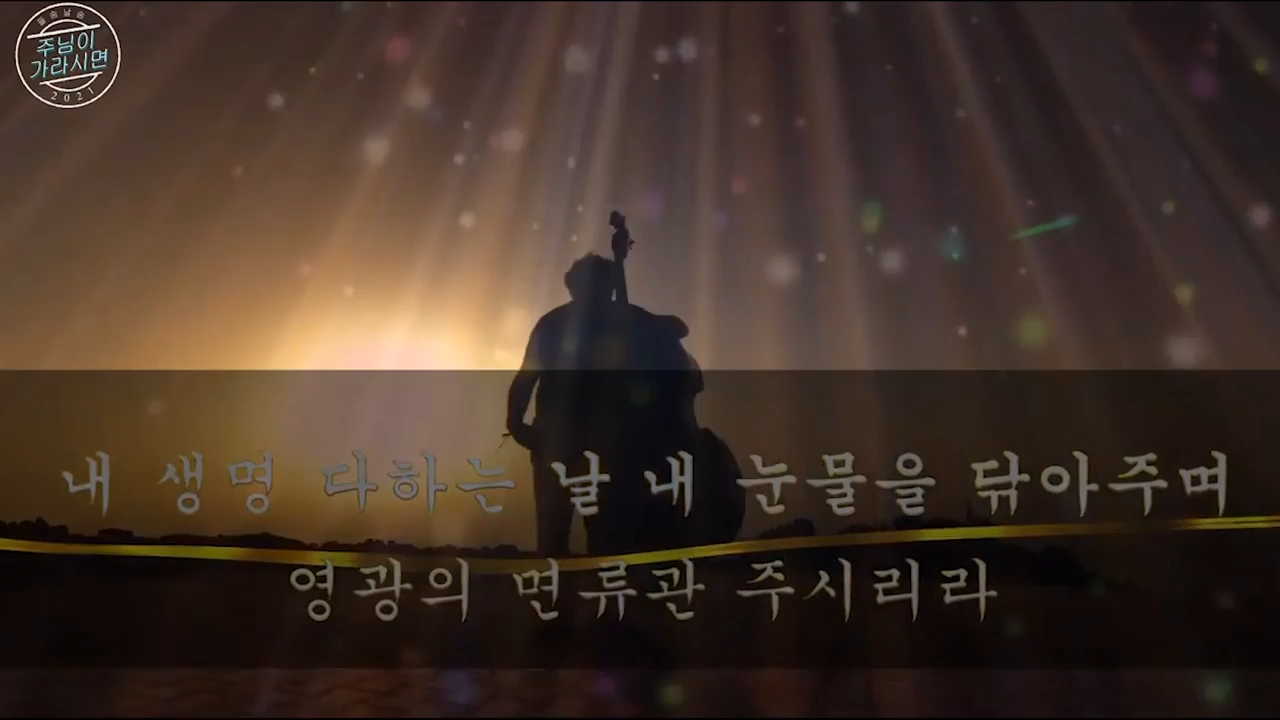 주님이
가라시면
2021
내 생명 다하는 날 내 눈물을 닦아주며
영광의 면류관 주시리라